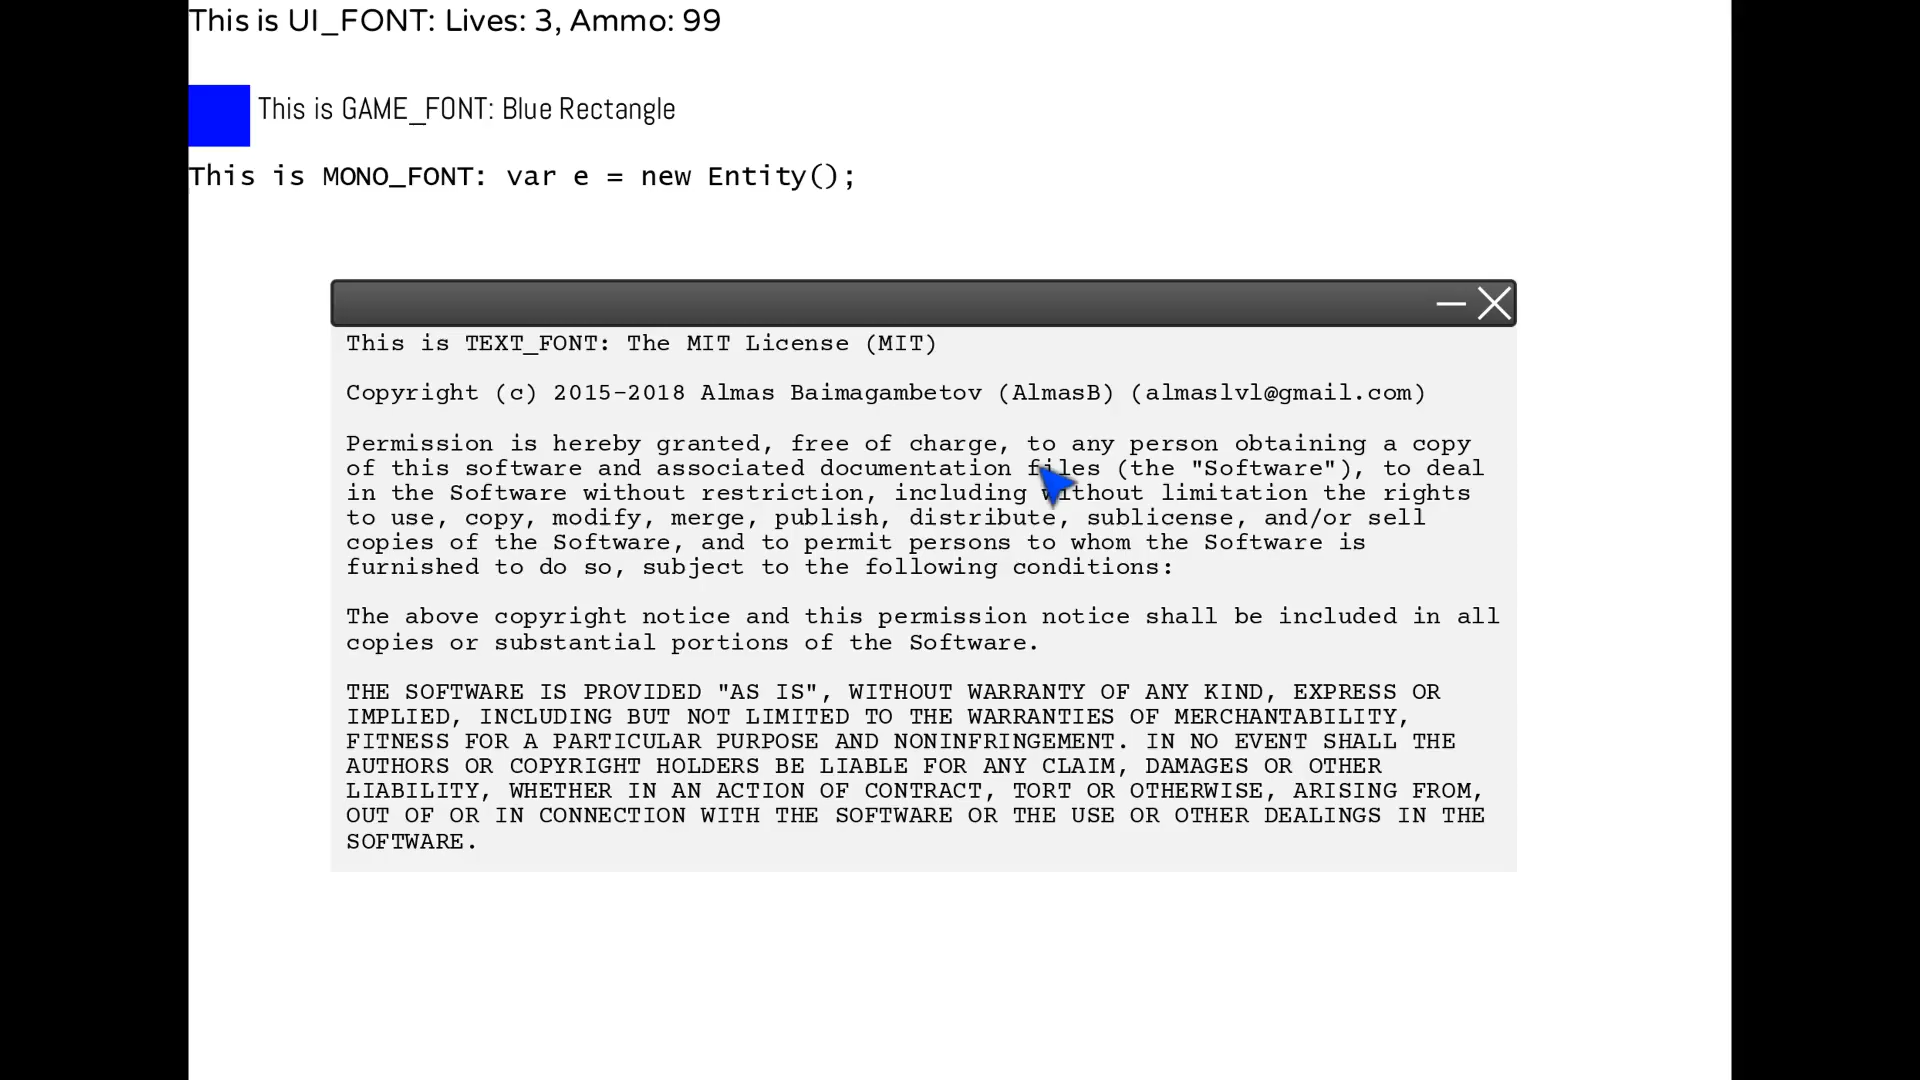 This is UI_FONT: Lives: 3, Ammo: 99
This is GAME_FONT: Blue Rectangle
This is MONO_FONT: var e = new Entity();
This is TEXT_FONT: The MIT License (MIT)
Copyright (c) 2015-2018 Almas Baimagambetov (AlmasB) (almaslvl@gmail.com)
Permission is hereby granted, free of charge, to any person obtaining a copy
of this software and associated documentation files (the "Software"), to deal
in the Software without restriction, including without limitation the rights
to use, copy, modify, merge, publish, distribute, sublicense, and/or sell
copies of the Software, and to permit persons to whom the Software is
furnished to do so, subject to the following conditions:
The above copyright notice and this permission notice shall be included in all
copies or substantial portions of the Software.
THE SOFTWARE IS PROVIDED "AS IS", WITHOUT WARRANTY OF ANY KIND, EXPRESS OR
IMPLIED, INCLUDING BUT NOT LIMITED TO THE WARRANTIES OF MERCHANTABILITY,
FITNESS FOR A PARTICULAR PURPOSE AND NONINFRINGEMENT. IN NO EVENT SHALL THE
AUTHORS OR COPYRIGHT HOLDERS BE LIABLE FOR ANY CLAIM, DAMAGES OR OTHER
LIABILITY, WHETHER IN AN ACTION OF CONTRACT, TORT OR OTHERWISE, ARISING FROM,
OUT OF OR IN CONNECTION WITH THE SOFTWARE OR THE USE OR OTHER DEALINGS IN THE
SOFTWARE.